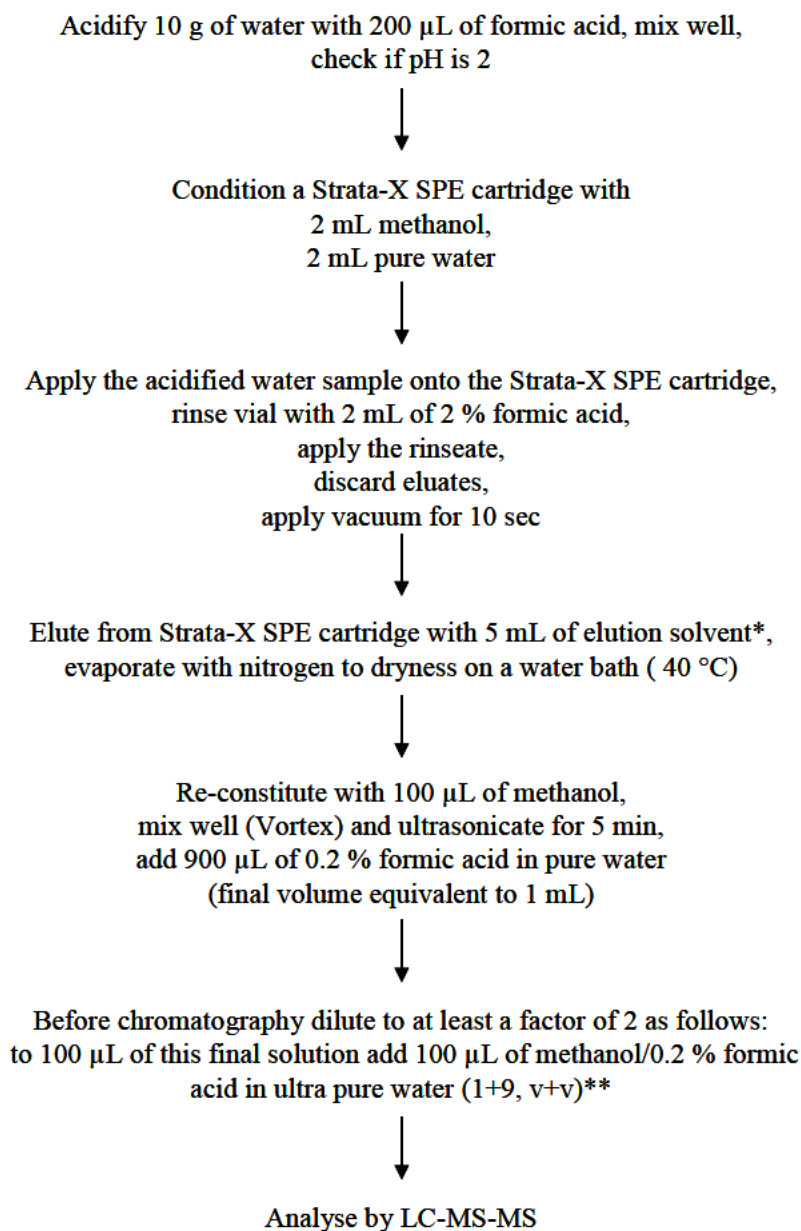 Acidify 10 g of water with 200 µL of formic acid, mix well,
check if pH is 2
Condition a Strata-X SPE cartridge with
2 mL methanol,
2 mL pure water
Apply the acidified water sample onto the Strata-X SPE cartridge,
rinse vial with 2 mL of 2 % formic acid,
apply the rinseate,
discard eluates,
apply vacuum for 10 sec
Elute from Strata-X SPE cartridge with 5 mL of elution solvent*,
evaporate with nitrogen to dryness on a water bath ( 40 °C)
Re-constitute with 100 µL of methanol,
mix well (Vortex) and ultrasonicate for 5 min,
add 900 µL of 0.2 % formic acid in pure water
(final volume equivalent to 1 mL)
Before chromatography dilute to at least a factor of 2 as follows:
to 100 µL of this final solution add 100 µL of methanol/0.2 % formic
acid in ultra pure water (1+9, v+v)**
Analyse by LC-MS-MS